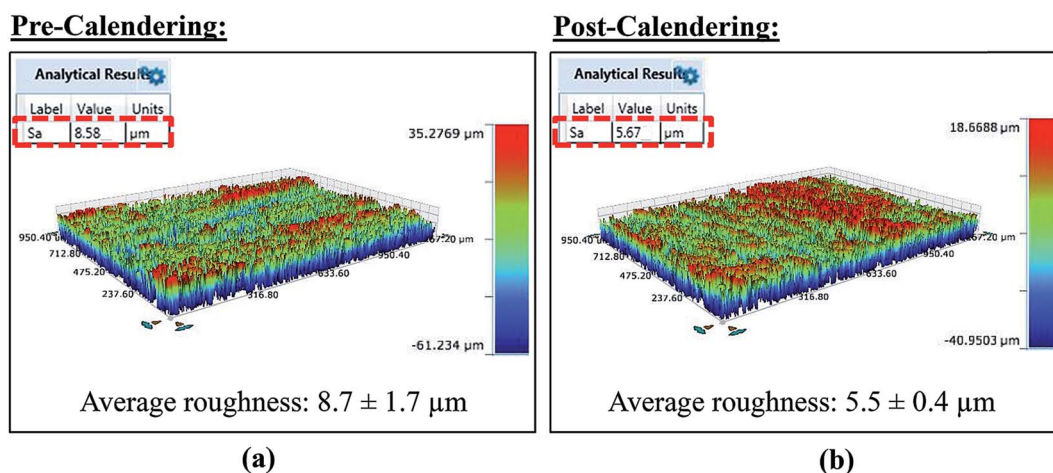 Pre-Calendering:
Analytical Results
Label Value Units
Sa 8.58 µm
35.2769 µm
950.40
712.80
475.20
237.60
316.80
633.60
950.40
-61.234 µm
Average roughness: 8.7 ± 1.7 µm
(a)
Post-Calendering:
Analytical Results
Label Value Units
Sa 5.67 µm
18.6688 µm
950.40
712.80
475.20
237.60
316.80
633.60
950.40
-40.9503 µm
Average roughness: 5.5 ± 0.4 µm
(b)